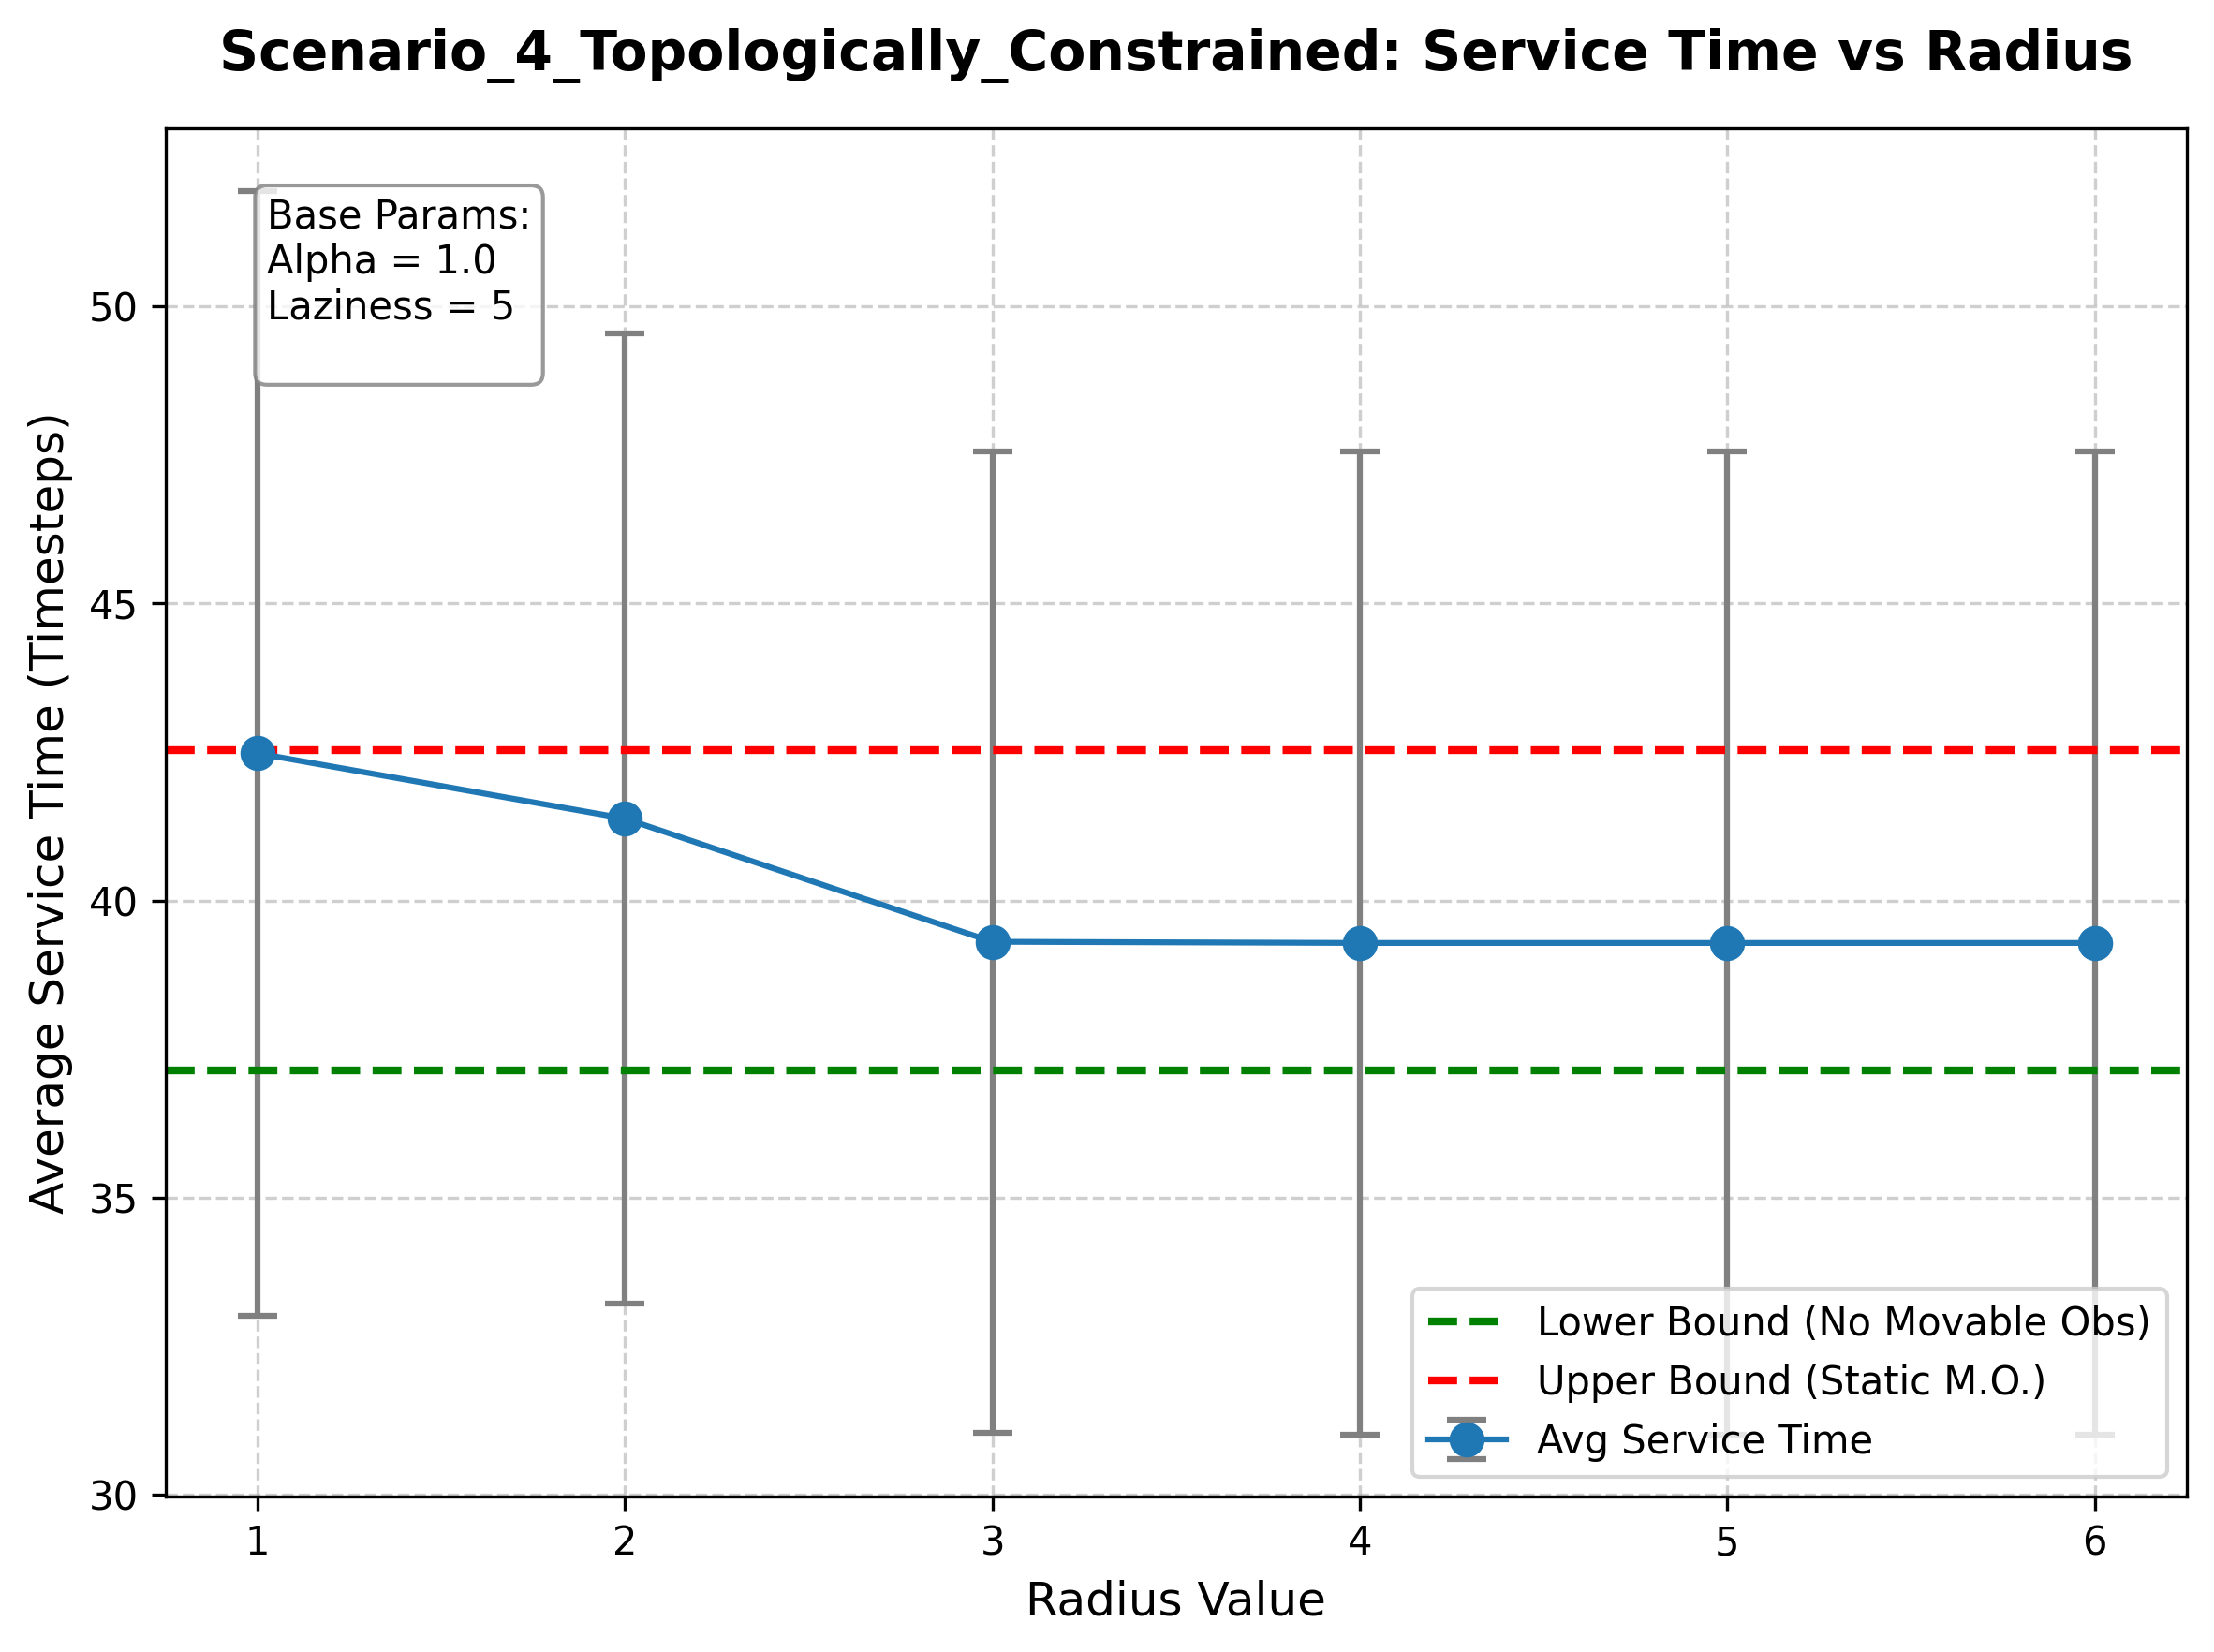 Scenario_4_Topologically_Constrained: Service Time vs Radius
Average Service Time (Timesteps)
50
45
40
35
30
Base Params:
Alpha = 1.0
Laziness = 5
Lower Bound (No Movable Obs)
Upper Bound (Static M.O.)
Avg Service Time
1 2 3 4 5 6
Radius Value